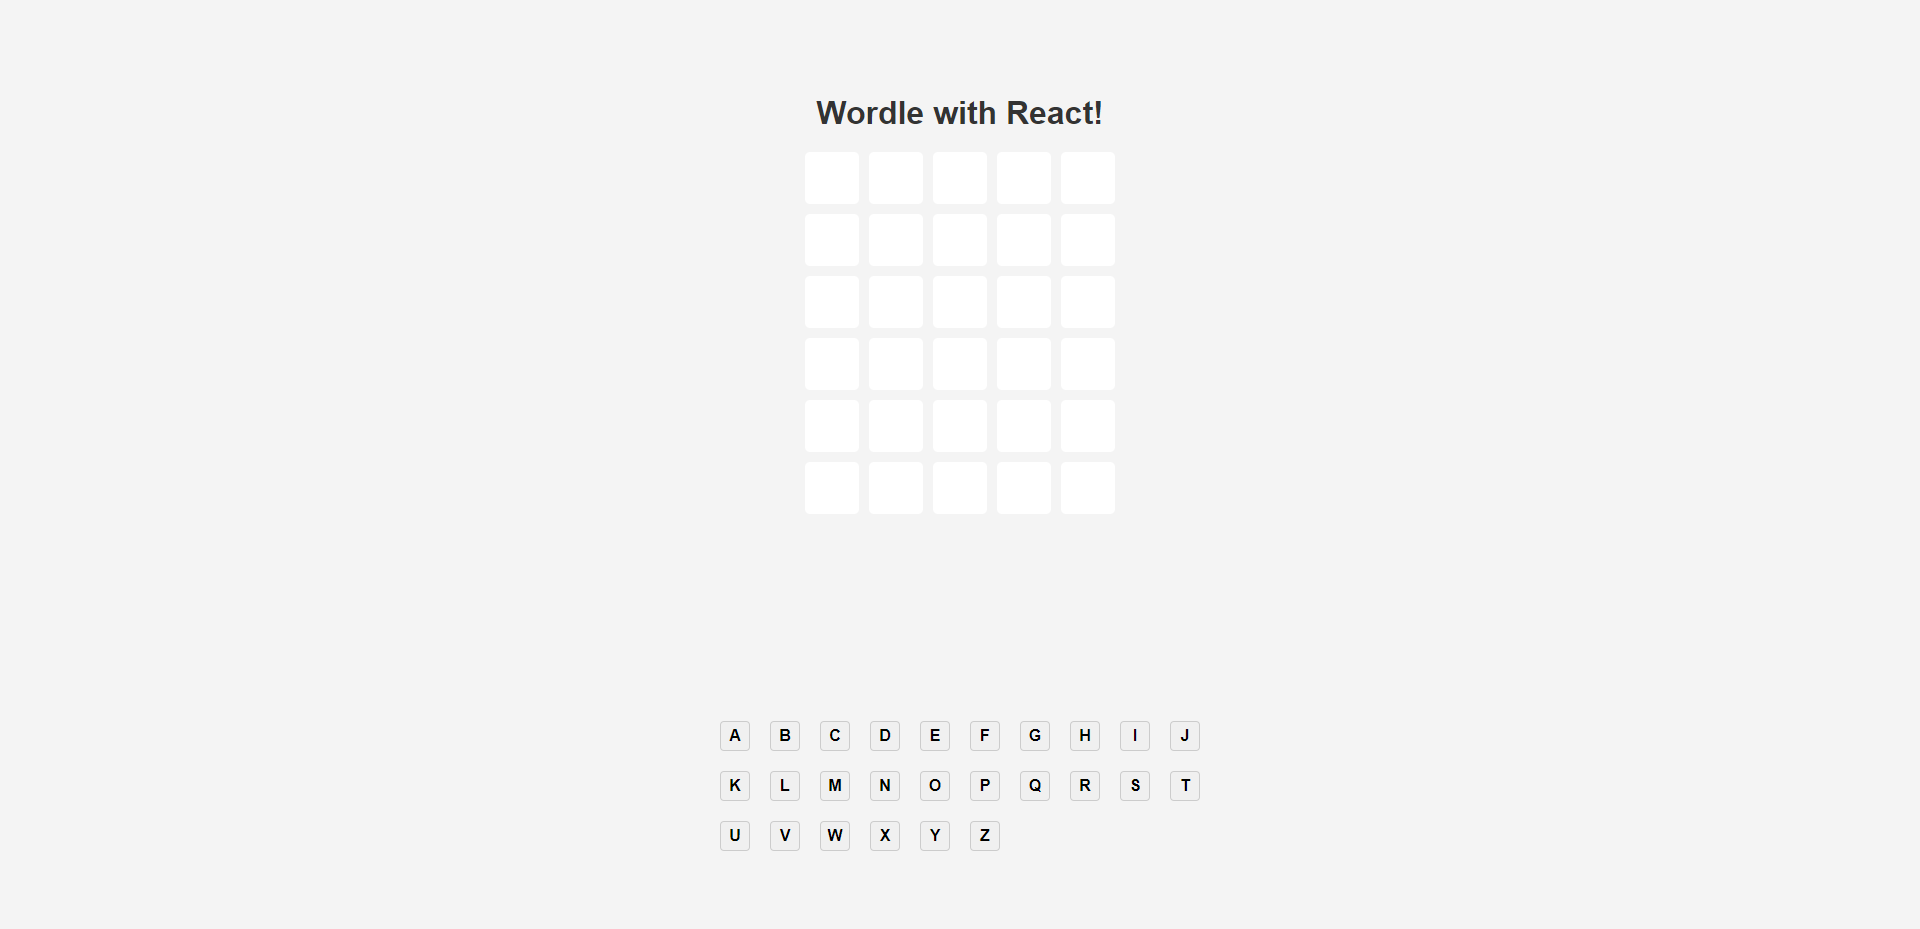 Wordle with React!
A B C D E F G H I J
K L M N O P Q R S T
U V W X Y Z